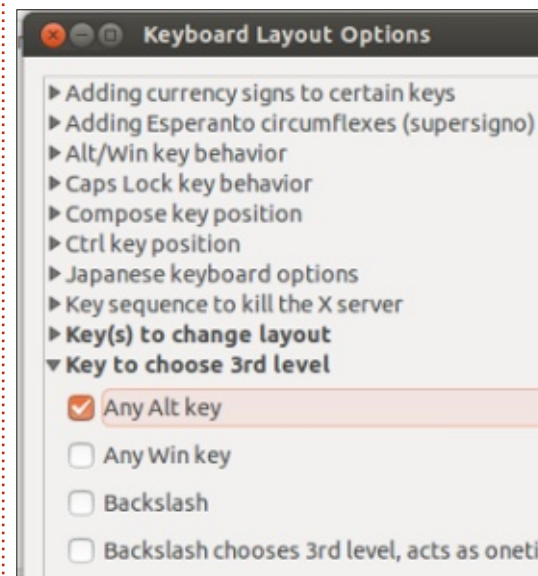 Keyboard Layout Options
Adding currency signs to certain keys
Adding Esperanto circumflexes (supersigno)
Alt/Win key behavior
Caps Lock key behavior
Compose key position
Ctrl key position
Japanese keyboard options
Key sequence to kill the X server
Key(s) to change layout
Key to choose 3rd level
Any Alt key
Any Win key
Backslash
Backslash chooses 3rd level, acts as